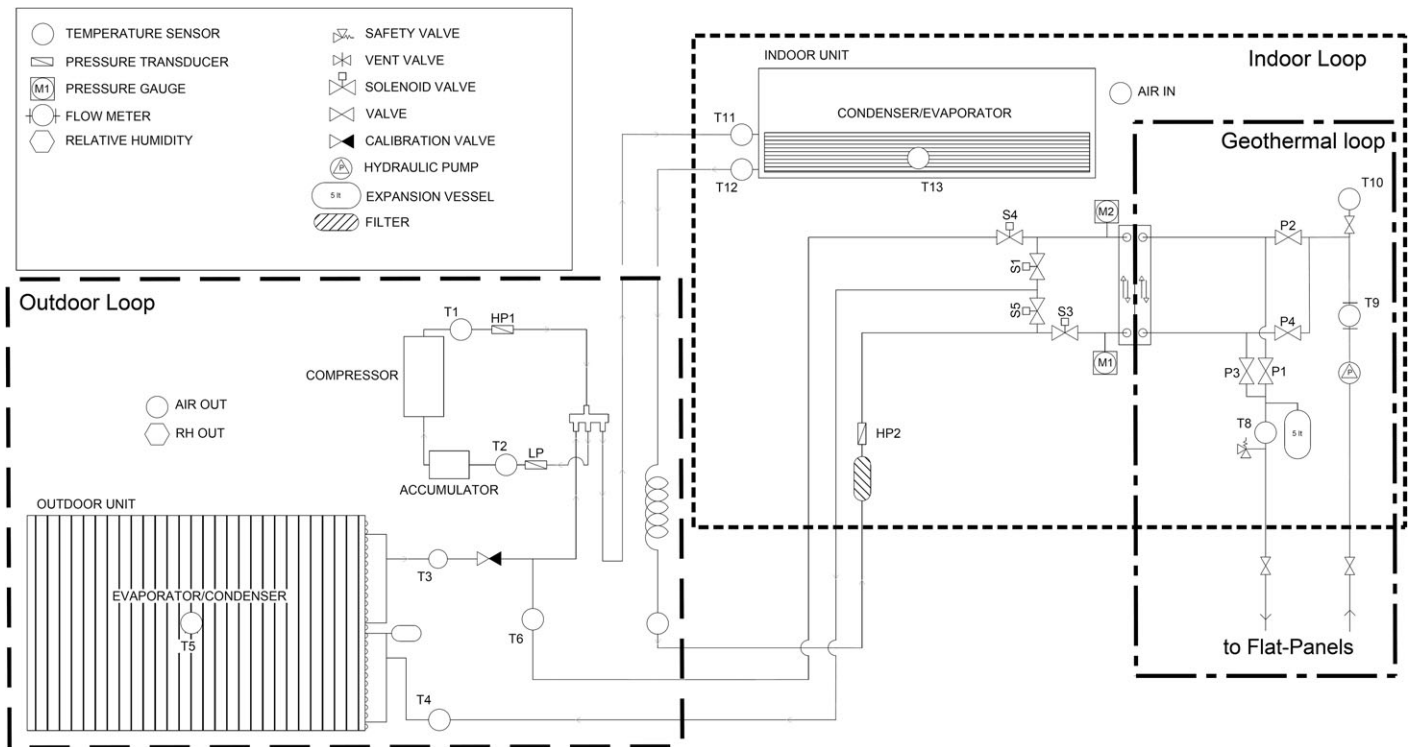 TEMPERATURE SENSOR
PRESSURE TRANSDUCER
M1 PRESSURE GAUGE
FLOW METER
RELATIVE HUMIDITY
SAFETY VALVE
VENT VALVE
SOLENOID VALVE
VALVE
CALIBRATION VALVE
P HYDRAULIC PUMP
5 lt EXPANSION VESSEL
FILTER
Indoor Loop
INDOOR UNIT
AIR IN
CONDENSER/EVAPORATOR
T11
T12
T13
Geothermal loop
T10
S4
M2
P2
S1
S5
S3
M1
T9
P4
P3
P1
P
T8
5 lt
HP2
to Flat-Panels
Outdoor Loop
T1
HP1
COMPRESSOR
AIR OUT
RH OUT
T2
LP
ACCUMULATOR
OUTDOOR UNIT
T3
EVAPORATOR/CONDENSER
T5
T6
T4